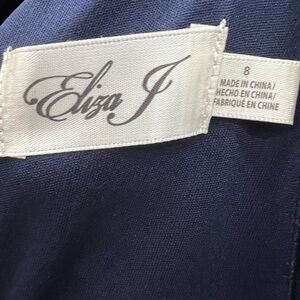 Eliza J
8
MADE IN CHINA/
HECHO EN CHINA/
FABRIQUÉ EN CHINE